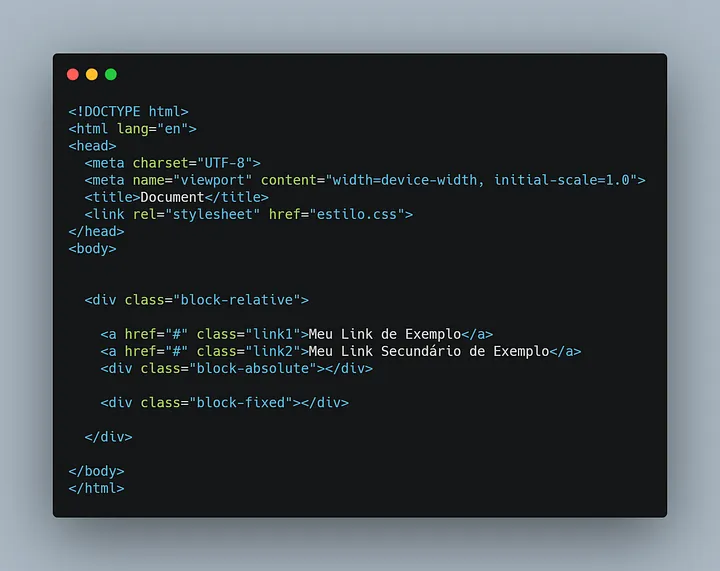 <!DOCTYPE html>
<html lang="en">
<head>
  <meta charset="UTF-8">
  <meta name="viewport" content="width=device-width, initial-scale=1.0">
  <title>Document</title>
  <link rel="stylesheet" href="estilo.css">
</head>
<body>
  <div class="block-relative">
    <a href="#" class="link1">Meu Link de Exemplo</a>
    <a href="#" class="link2">Meu Link Secundário de Exemplo</a>
    <div class="block-absolute"></div>
    <div class="block-fixed"></div>
  </div>
</body>
</html>